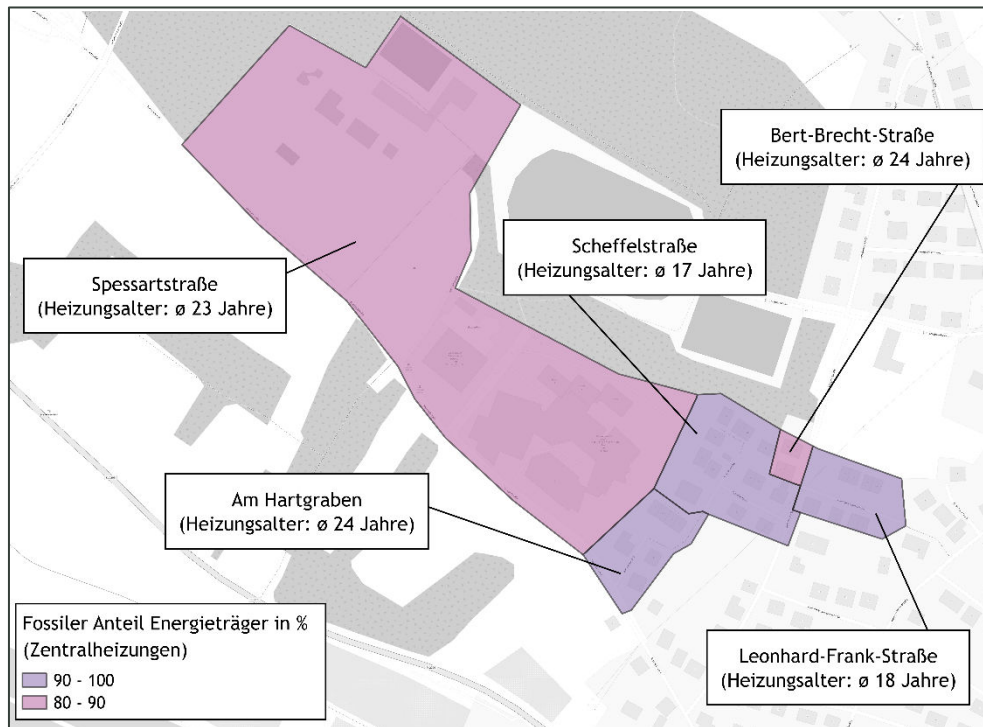 Bert-Brecht-Straße
(Heizungsalter: ø 24 Jahre)
Scheffelstraße
(Heizungsalter: ø 17 Jahre)
Spessartstraße
(Heizungsalter: ø 23 Jahre)
Am Hartgraben
(Heizungsalter: ø 24 Jahre)
Leonhard-Frank-Straße
(Heizungsalter: ø 18 Jahre)
Fossiler Anteil Energieträger in %
(Zentralheizungen)
90 - 100
80 - 90